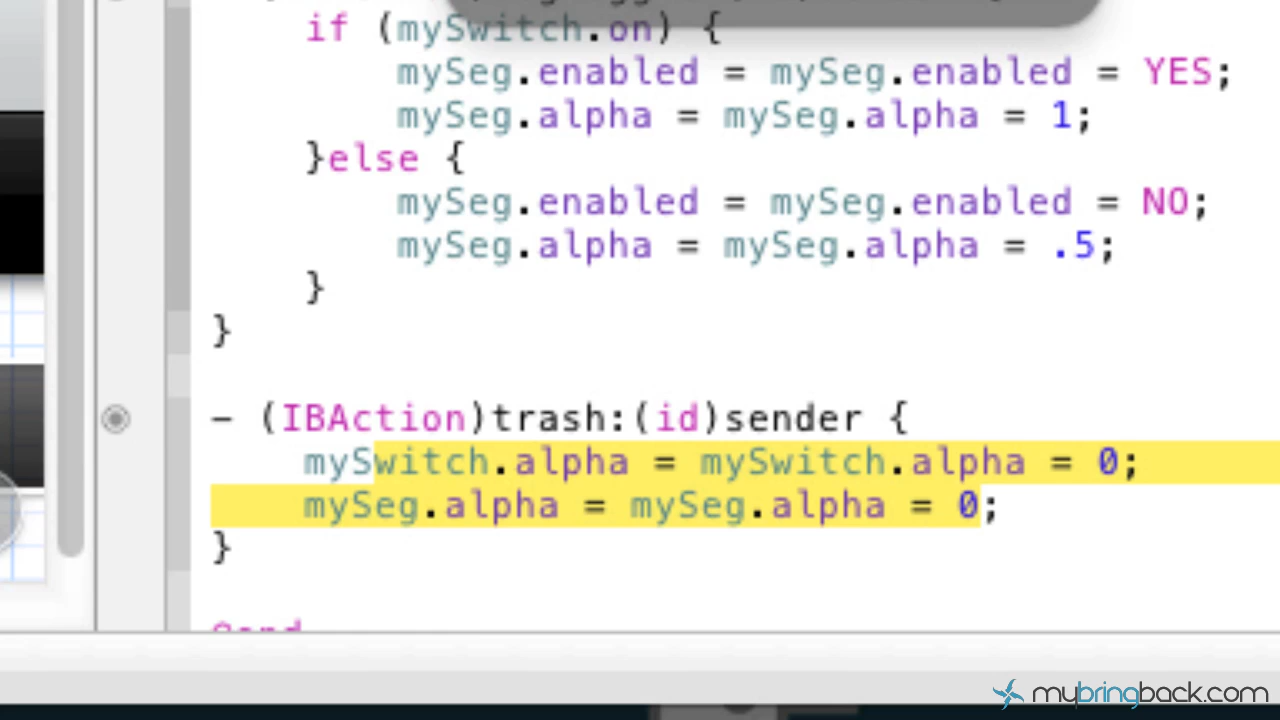 if (mySwitch.on) {
mySeg.enabled = mySeg.enabled = YES;
mySeg.alpha = mySeg.alpha = 1;
}else {
mySeg.enabled = mySeg.enabled = NO;
mySeg.alpha = mySeg.alpha = .5;
}
}
- (IBAction)trash:(id)sender {
mySwitch.alpha = mySwitch.alpha = 0;
mySeg.alpha = mySeg.alpha = 0;
}
mybringback.com